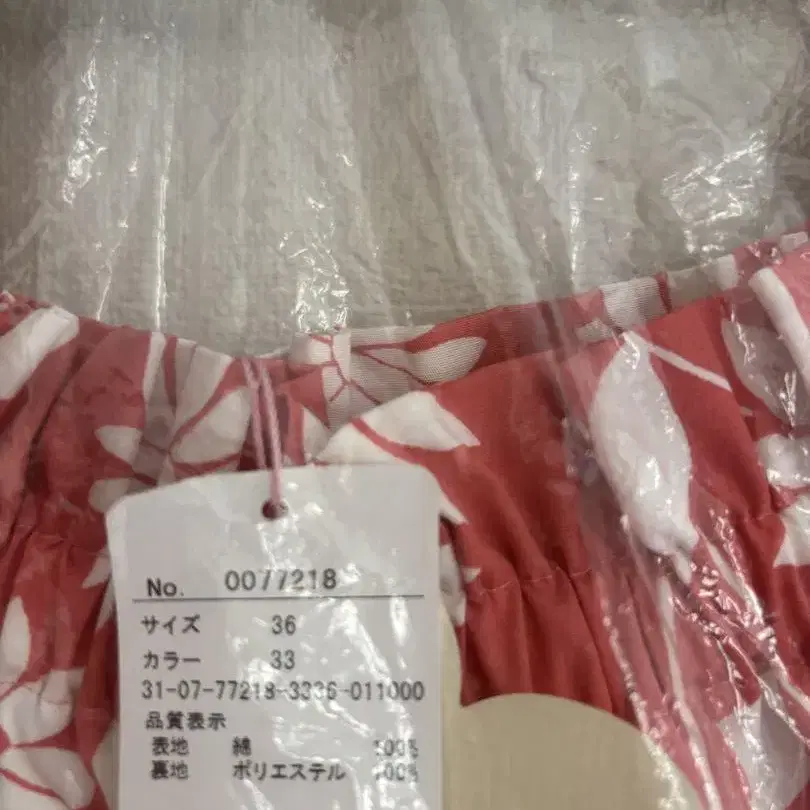 No. 0077218
サイズ 36
カラー 33
31-07-77218-3336-011000
品質表示
表地 綿 100%
裏地 ポリエステル 100%